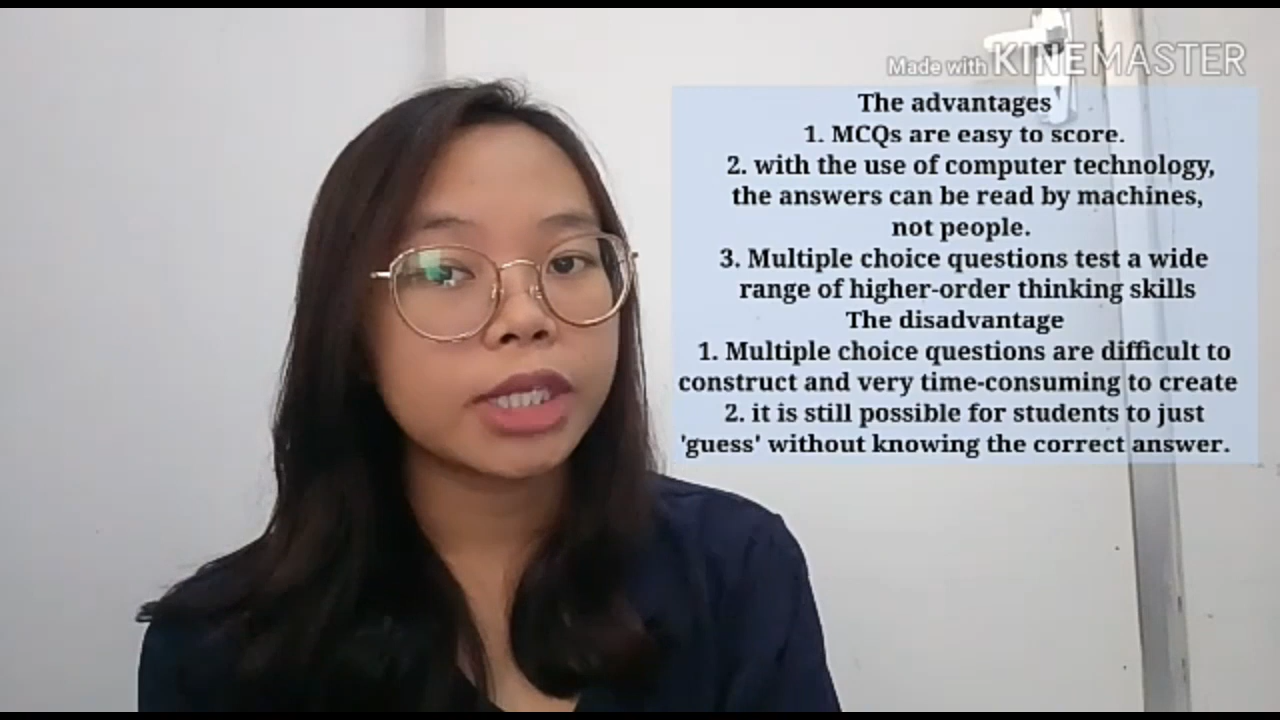 Made with KINEMASTER
The advantages
1. MCQs are easy to score.
2. with the use of computer technology,
the answers can be read by machines,
not people.
3. Multiple choice questions test a wide
range of higher-order thinking skills
The disadvantage
1. Multiple choice questions are difficult to
construct and very time-consuming to create
2. it is still possible for students to just
'guess' without knowing the correct answer.